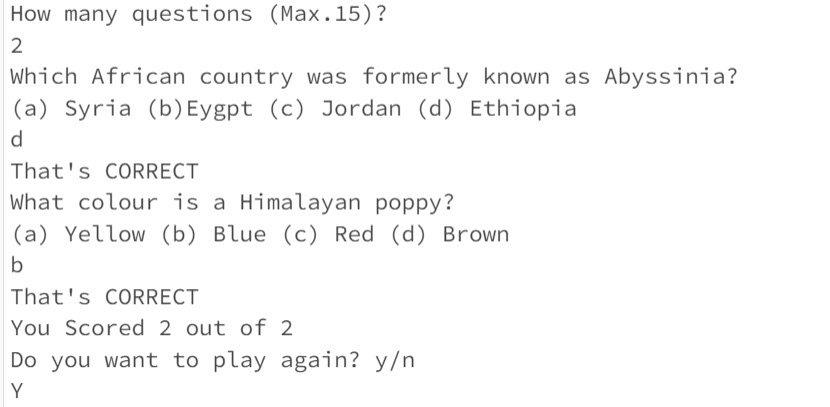 How many questions (Max.15)?
2
Which African country was formerly known as Abyssinia?
(a) Syria (b)Eygpt (c) Jordan (d) Ethiopia
d
That's CORRECT
What colour is a Himalayan poppy?
(a) Yellow (b) Blue (c) Red (d) Brown
b
That's CORRECT
You Scored 2 out of 2
Do you want to play again? y/n
Y